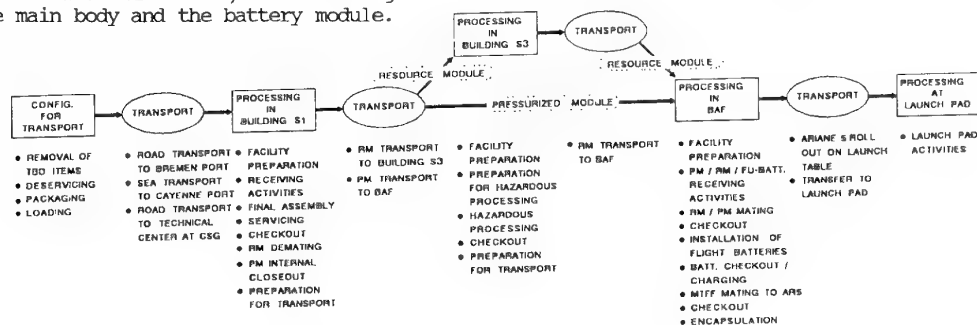 e main body and the battery module.
PROCESSING
IN
BUILDING S3
TRANSPORT
RESOURCE MODULE
RESOURCE MODULE
CONFIG.
FOR
TRANSPORT
TRANSPORT
PROCESSING
IN
BUILDING S1
TRANSPORT
PRESSURIZED MODULE
PROCESSING
IN
BAF
TRANSPORT
PROCESSING
AT
LAUNCH PAD
• REMOVAL OF
TBD ITEMS
• DESERVICING
• PACKAGING
• LOADING
• ROAD TRANSPORT
TO BREMEN PORT
• SEA TRANSPORT
TO CAYENNE PORT
• ROAD TRANSPORT
TO TECHNICAL
CENTER AT CSG
• FACILITY
PREPARATION
• RECEIVING
ACTIVITIES
• FINAL ASSEMBLY
• SERVICING
• CHECKOUT
• RM DEMATING
• PM INTERNAL
CLOSEOUT
• PREPARATION
FOR TRANSPORT
• RM TRANSPORT
TO BUILDING S3
• PM TRANSPORT
TO BAF
• FACILITY
PREPARATION
• PREPARATION
FOR HAZARDOUS
PROCESSING
• HAZARDOUS
PROCESSING
• CHECKOUT
• PREPARATION
FOR TRANSPORT
• RM TRANSPORT
TO BAF
• FACILITY
PREPARATION
• PM / RM / FU-BATT.
RECEIVING
ACTIVITIES
• RM / PM MATING
• CHECKOUT
• INSTALLATION OF
FLIGHT BATTERIES
• BATT. CHECKOUT /
CHARGING
• MTFF MATING TO AR5
• CHECKOUT
• ENCAPSULATION
• ARIANE 5 ROLL
OUT ON LAUNCH
TABLE
• TRANSFER TO
LAUNCH PAD
• LAUNCH PAD
ACTIVITIES